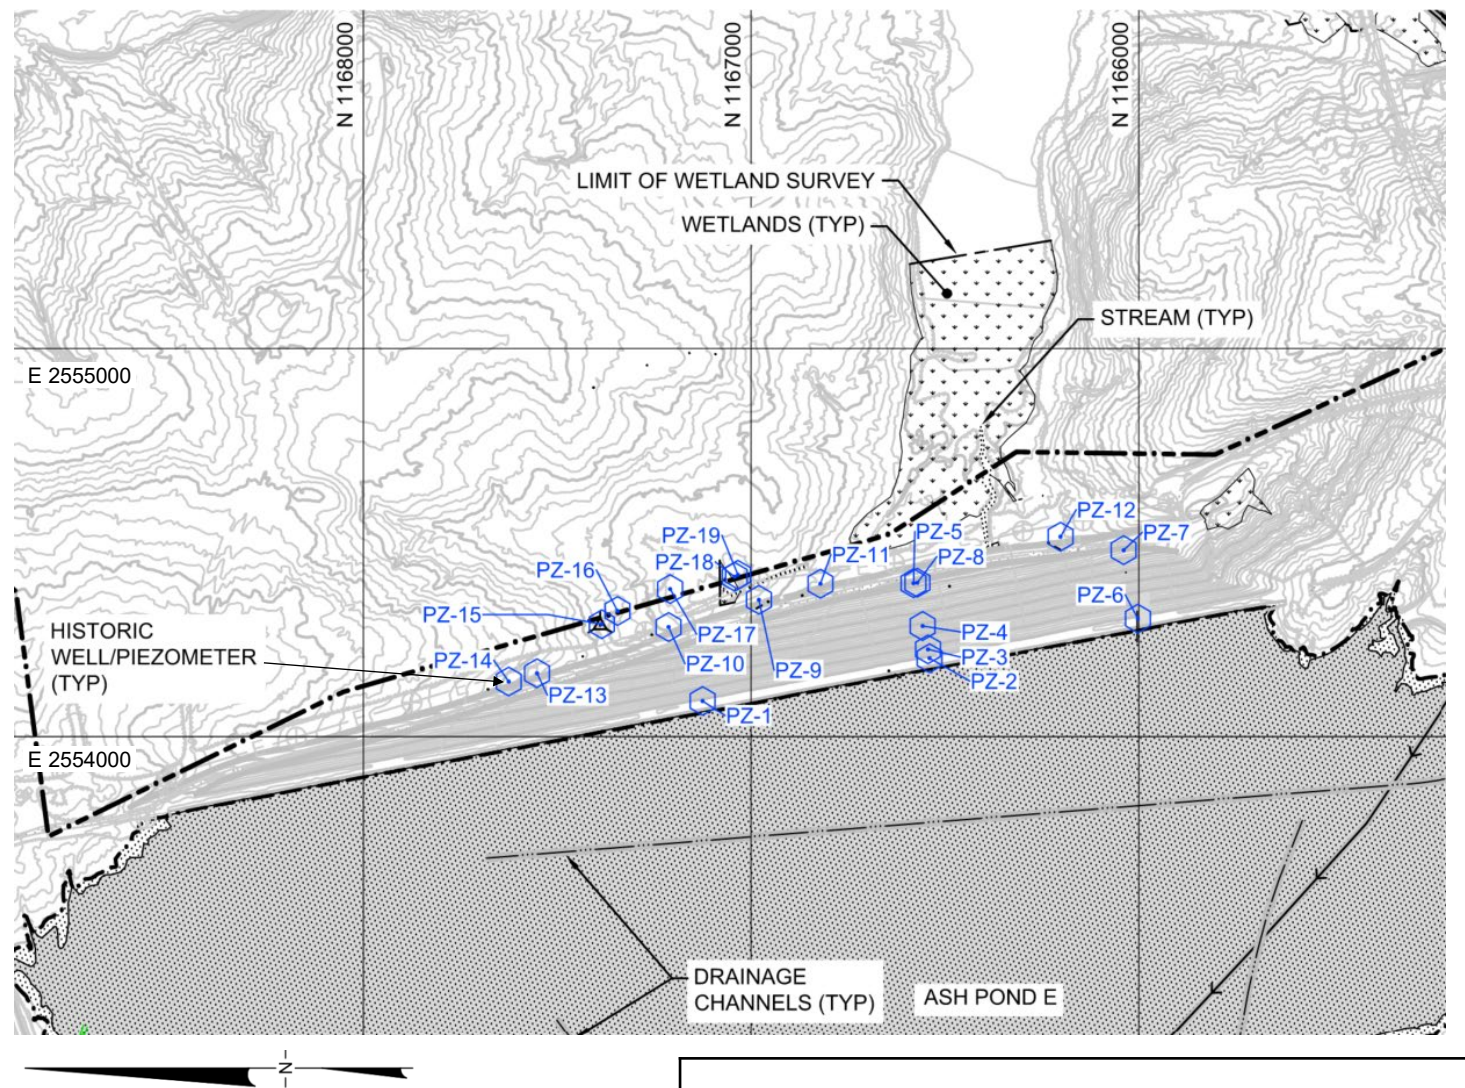 N 1168000
N 1167000
N 1166000
LIMIT OF WETLAND SURVEY
WETLANDS (TYP)
STREAM (TYP)
E 2555000
PZ-19
PZ-5
PZ-12
PZ-7
PZ-18
PZ-11
PZ-8
PZ-16
PZ-6
PZ-15
HISTORIC
WELL/PIEZOMETER
(TYP)
PZ-17
PZ-4
PZ-14
PZ-10
PZ-9
PZ-3
PZ-2
PZ-13
PZ-1
E 2554000
DRAINAGE
CHANNELS (TYP)
ASH POND E
N